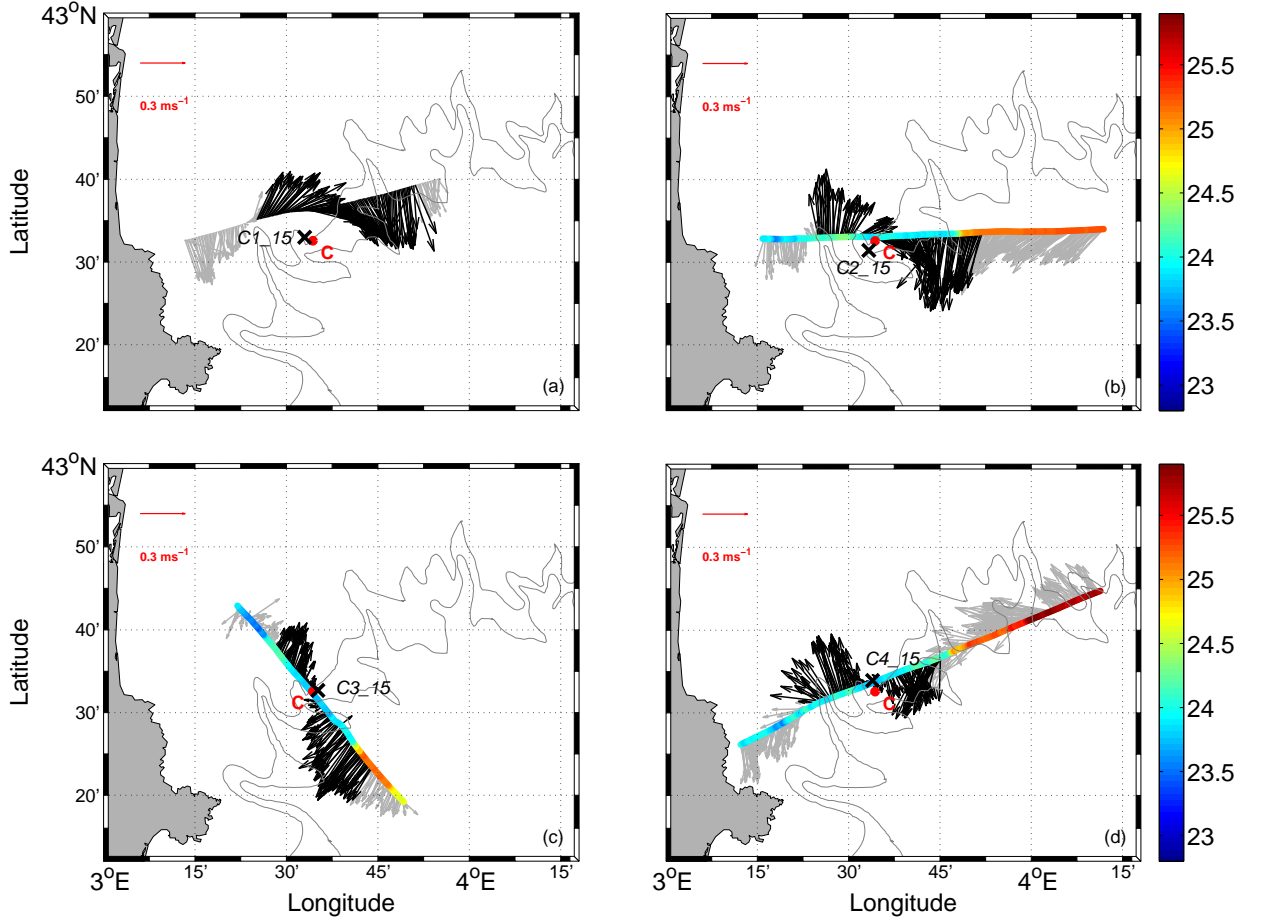 43°N
50'
40'
30'
20'
Latitude
0.3 ms⁻¹
C1_15
C
(a)
0.3 ms⁻¹
C2_15
C
(b)
25.5
25
24.5
24
23.5
23
43°N
50'
40'
30'
20'
Latitude
0.3 ms⁻¹
C3_15
C
(c)
3°E
15'
30'
45'
4°E
15'
Longitude
0.3 ms⁻¹
C4_15
C
(d)
15'
30'
45'
4°E
15'
Longitude
25.5
25
24.5
24
23.5
23